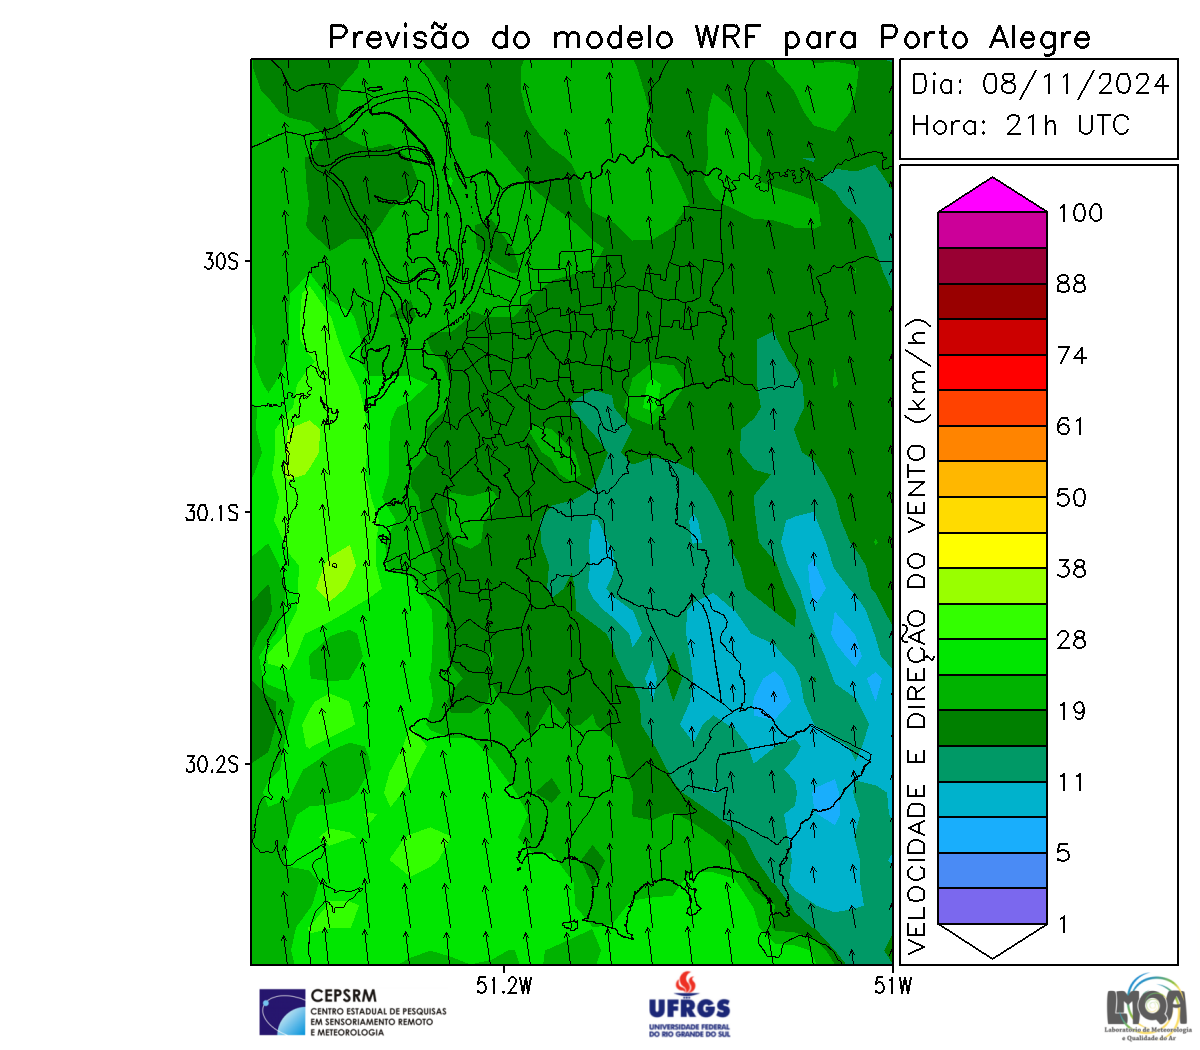 Previsão do modelo WRF para Porto Alegre
Dia: 08/11/2024
Hora: 21h UTC
VELOCIDADE E DIREÇÃO DO VENTO (km/h)
100
88
74
61
50
38
28
19
11
5
1
30S
30.1S
30.2S
51.2W
51W
CEPSRM
CENTRO ESTADUAL DE PESQUISAS
EM SENSORIAMENTO REMOTO
E METEOROLOGIA
UFRGS
UNIVERSIDADE FEDERAL
DO RIO GRANDE DO SUL
LMQA
Laboratório de Meteorologia
e Qualidade do Ar